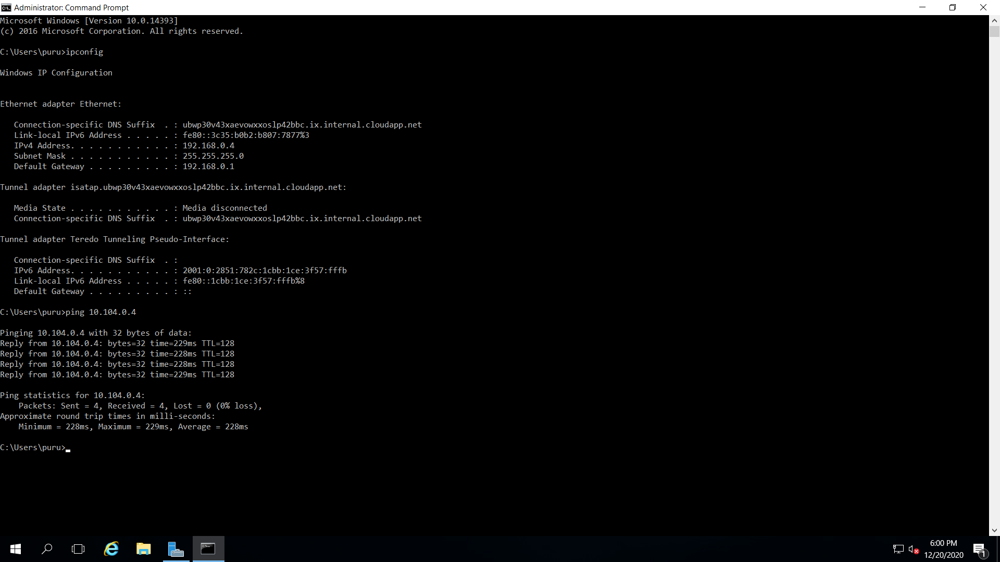 Administrator: Command Prompt
Microsoft Windows [Version 10.0.14393]
(c) 2016 Microsoft Corporation. All rights reserved.
C:\Users\puru>ipconfig
Windows IP Configuration
Ethernet adapter Ethernet:
Connection-specific DNS Suffix  . : ubwp30v43xaevowxxoslp42bbc.ix.internal.cloudapp.net
Link-local IPv6 Address . . . . . : fe80::3c35:b0b2:b807:7877%3
IPv4 Address. . . . . . . . . . . : 192.168.0.4
Subnet Mask . . . . . . . . . . . : 255.255.255.0
Default Gateway . . . . . . . . . : 192.168.0.1
Tunnel adapter isatap.ubwp30v43xaevowxxoslp42bbc.ix.internal.cloudapp.net:
Media State . . . . . . . . . . . : Media disconnected
Connection-specific DNS Suffix  . : ubwp30v43xaevowxxoslp42bbc.ix.internal.cloudapp.net
Tunnel adapter Teredo Tunneling Pseudo-Interface:
Connection-specific DNS Suffix  . :
IPv6 Address. . . . . . . . . . . : 2001:0:2851:782c:1cbb:1ce:3f57:fffb
Link-local IPv6 Address . . . . . : fe80::1cbb:1ce:3f57:fffb%8
Default Gateway . . . . . . . . . : ::
C:\Users\puru>ping 10.104.0.4
Pinging 10.104.0.4 with 32 bytes of data:
Reply from 10.104.0.4: bytes=32 time=229ms TTL=128
Reply from 10.104.0.4: bytes=32 time=228ms TTL=128
Reply from 10.104.0.4: bytes=32 time=228ms TTL=128
Reply from 10.104.0.4: bytes=32 time=229ms TTL=128
Ping statistics for 10.104.0.4:
Packets: Sent = 4, Received = 4, Lost = 0 (0% loss),
Approximate round trip times in milli-seconds:
Minimum = 228ms, Maximum = 229ms, Average = 228ms
C:\Users\puru>
6:00 PM
12/20/2020
1